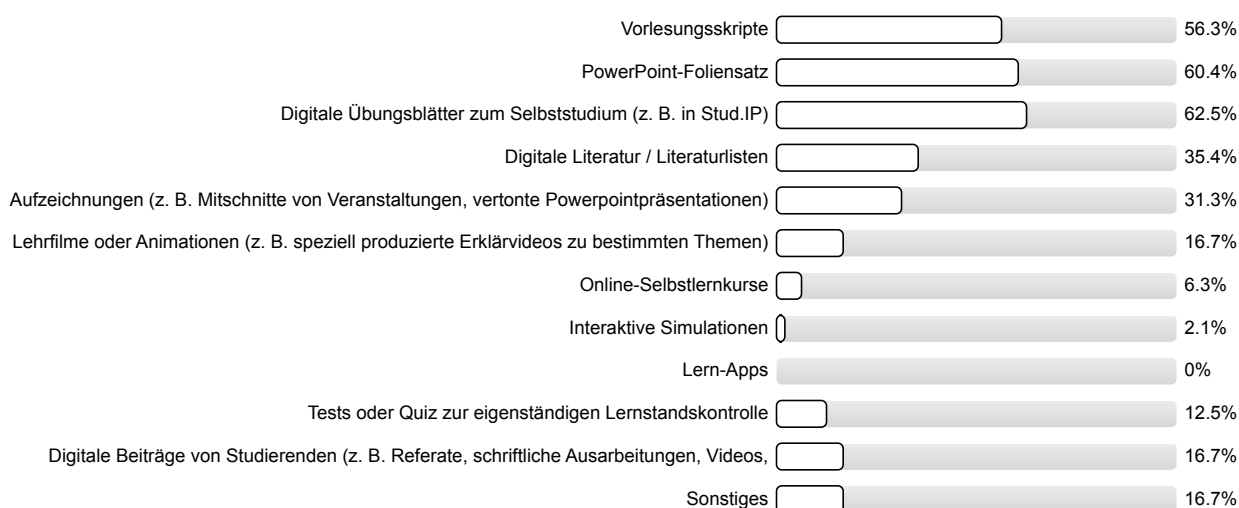 Vorlesungsskripte 56.3%
PowerPoint-Foliensatz 60.4%
Digitale Übungsblätter zum Selbststudium (z. B. in Stud.IP) 62.5%
Digitale Literatur / Literaturlisten 35.4%
Aufzeichnungen (z. B. Mitschnitte von Veranstaltungen, vertonte Powerpointpräsentationen) 31.3%
Lehrfilme oder Animationen (z. B. speziell produzierte Erklärvideos zu bestimmten Themen) 16.7%
Online-Selbstlernkurse 6.3%
Interaktive Simulationen 2.1%
Lern-Apps 0%
Tests oder Quiz zur eigenständigen Lernstandskontrolle 12.5%
Digitale Beiträge von Studierenden (z. B. Referate, schriftliche Ausarbeitungen, Videos, 16.7%
Sonstiges 16.7%